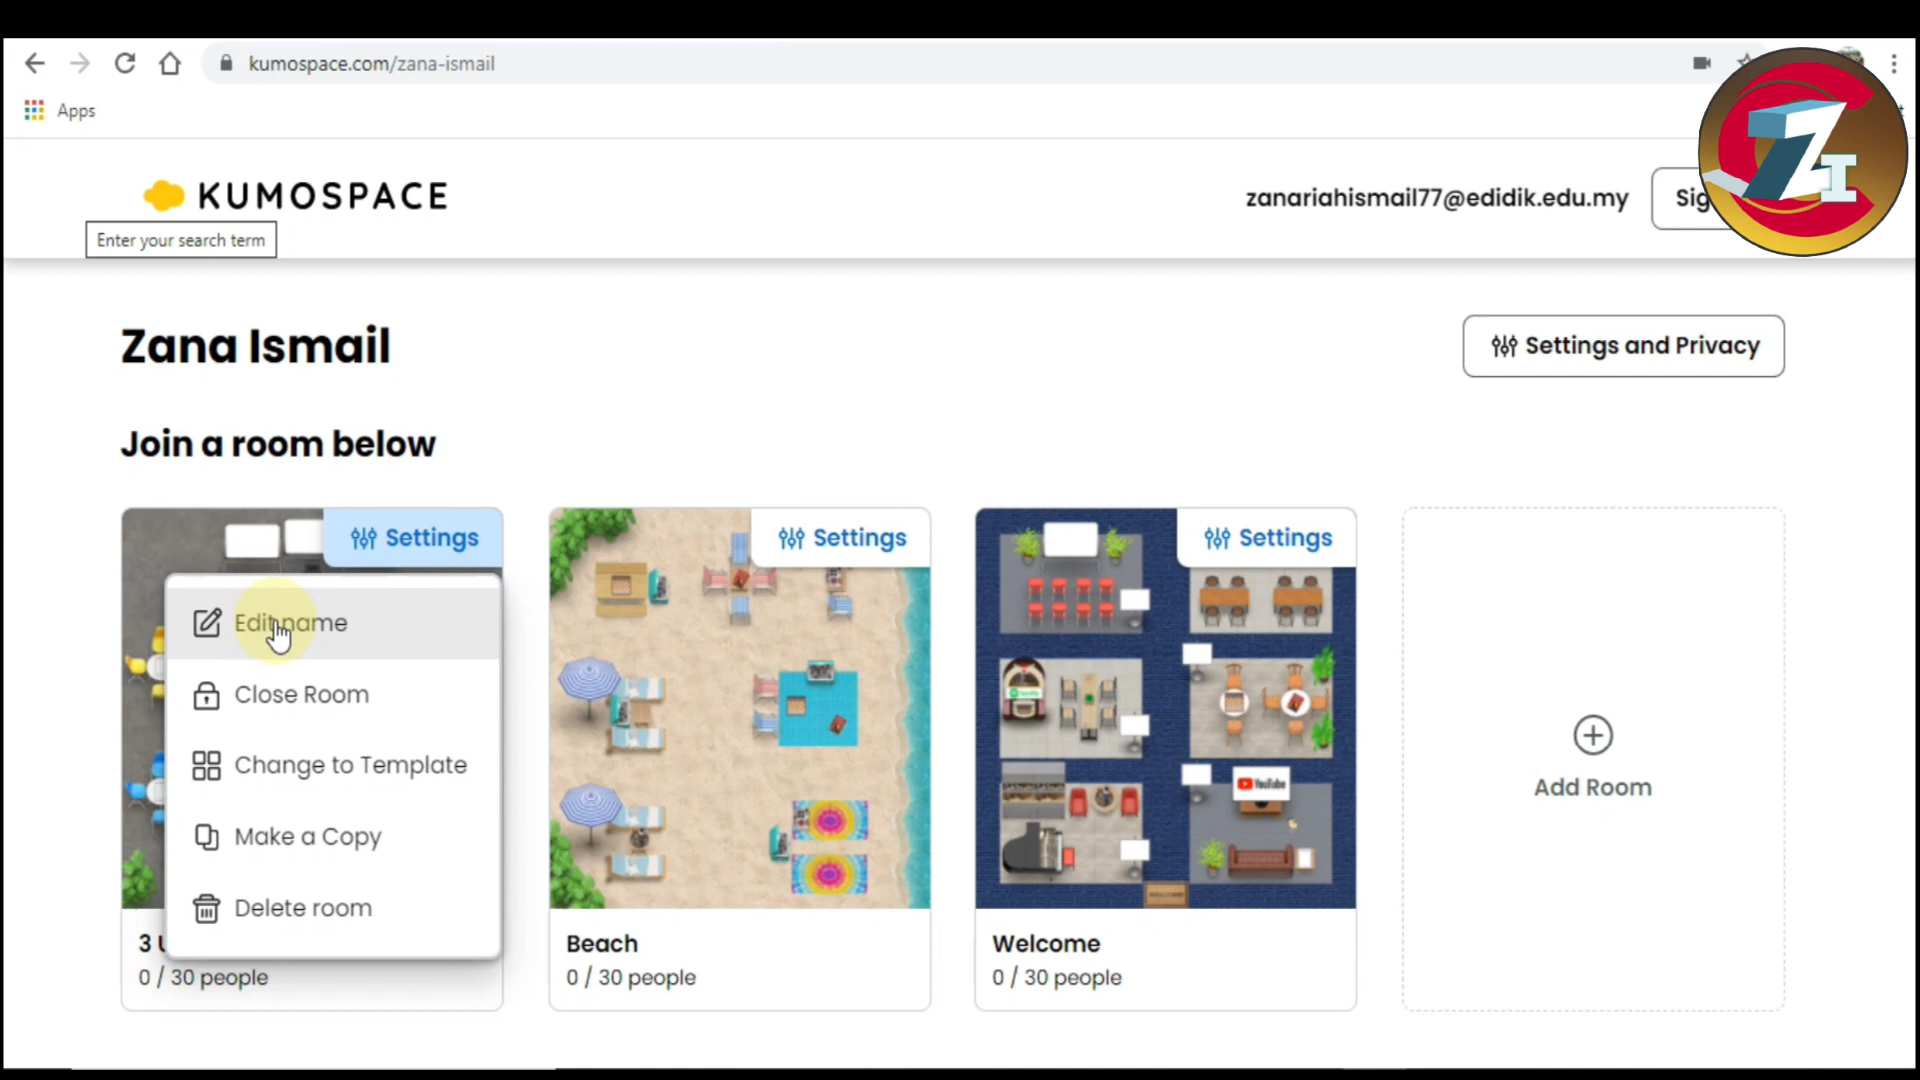 kumospace.com/zana-ismail
Apps
KUMOSPACE
zanariahismail77@edidik.edu.my
Enter your search term
ZI
Zana Ismail
Settings and Privacy
Join a room below
Settings
Settings
Settings
Edit name
Close Room
Change to Template
Make a Copy
Delete room
YouTube
Add Room
3
0 / 30 people
Beach
0 / 30 people
Welcome
0 / 30 people